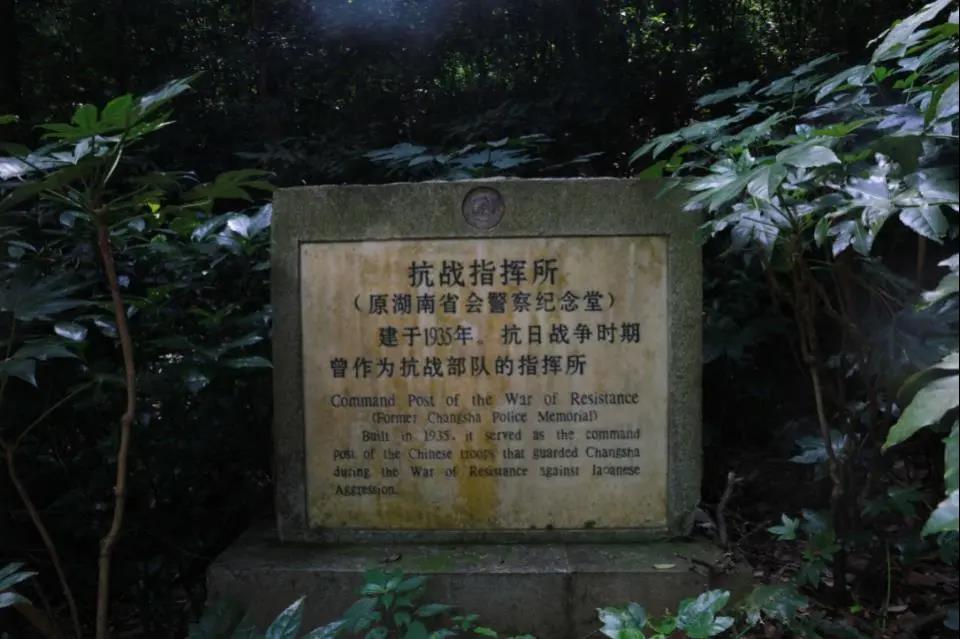 抗战指挥所
（原湖南省会警察纪念堂）
建于1935年。抗日战争时期
曾作为抗战部队的指挥所
Command Post of the War of Resistance
(Former Changsha Police Memorial)
Built in 1935, it served as the command
post of the Chinese troops that guarded Changsha
during the War of Resistance against Japanese
Aggression.